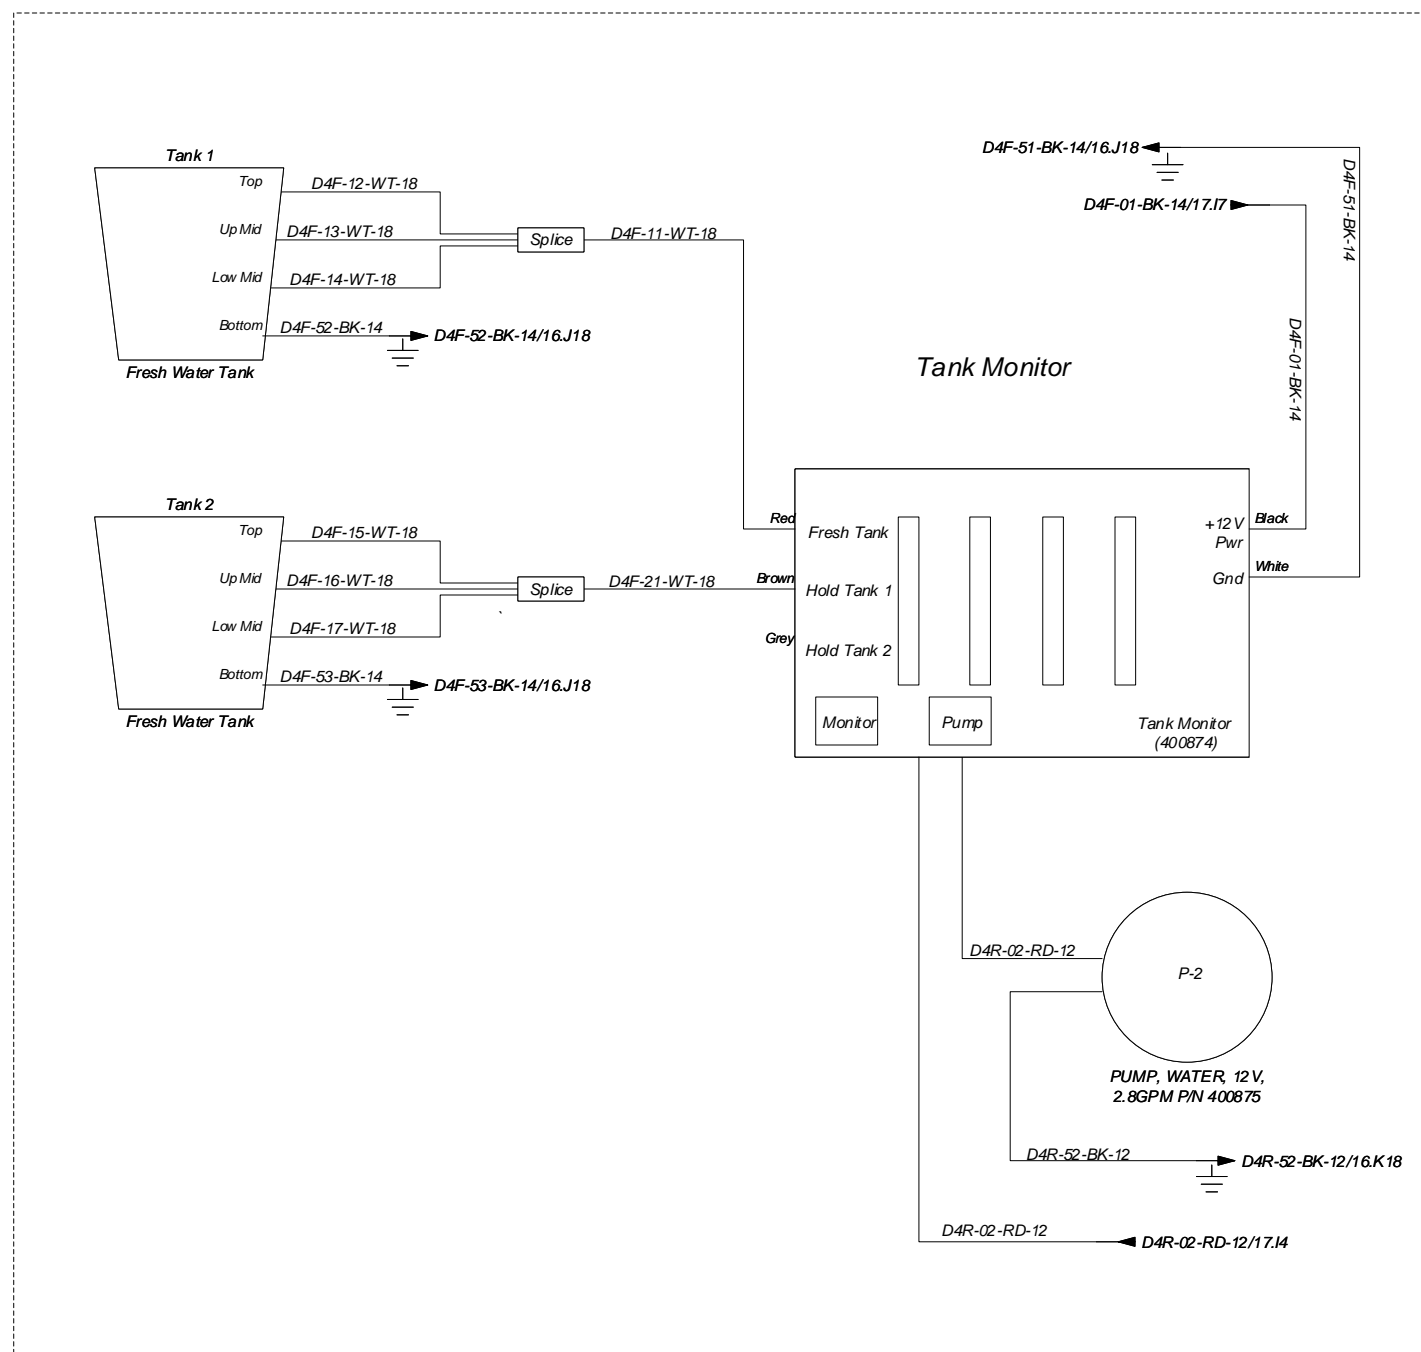 Tank 1
Top
D4F-12-WT-18
Up Mid
D4F-13-WT-18
Splice
D4F-11-WT-18
Low Mid
D4F-14-WT-18
Bottom
D4F-52-BK-14
D4F-52-BK-14/16.J18
Fresh Water Tank
D4F-51-BK-14/16.J18
D4F-01-BK-14/17.I7
D4F-51-BK-14
D4F-01-BK-14
Tank Monitor
Tank 2
Top
D4F-15-WT-18
Up Mid
D4F-16-WT-18
Splice
D4F-21-WT-18
Low Mid
D4F-17-WT-18
Bottom
D4F-53-BK-14
D4F-53-BK-14/16.J18
Fresh Water Tank
Red
Fresh Tank
Brown
Hold Tank 1
Grey
Hold Tank 2
+12V
Pwr
Black
Gnd
White
Monitor
Pump
Tank Monitor
(400874)
D4R-02-RD-12
P-2
PUMP, WATER, 12V,
2.8GPM P/N 400875
D4R-52-BK-12
D4R-52-BK-12/16.K18
D4R-02-RD-12
D4R-02-RD-12/17.I4